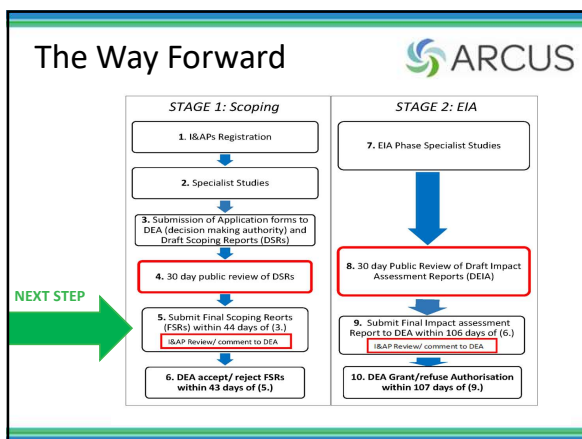 The Way Forward
ARCUS
STAGE 1: Scoping
1. I&APs Registration
2. Specialist Studies
3. Submission of Application forms to
DEA (decision making authority) and
Draft Scoping Reports (DSRs)
4. 30 day public review of DSRs
NEXT STEP
5. Submit Final Scoping Reorts
(FSRs) within 44 days of (3.)
I&AP Review/ comment to DEA
6. DEA accept/ reject FSRs
within 43 days of (5.)
STAGE 2: EIA
7. EIA Phase Specialist Studies
8. 30 day Public Review of Draft Impact
Assessment Reports (DEIA)
9. Submit Final Impact assessment
Report to DEA within 106 days of (6.)
I&AP Review/ comment to DEA
10. DEA Grant/refuse Authorisation
within 107 days of (9.)